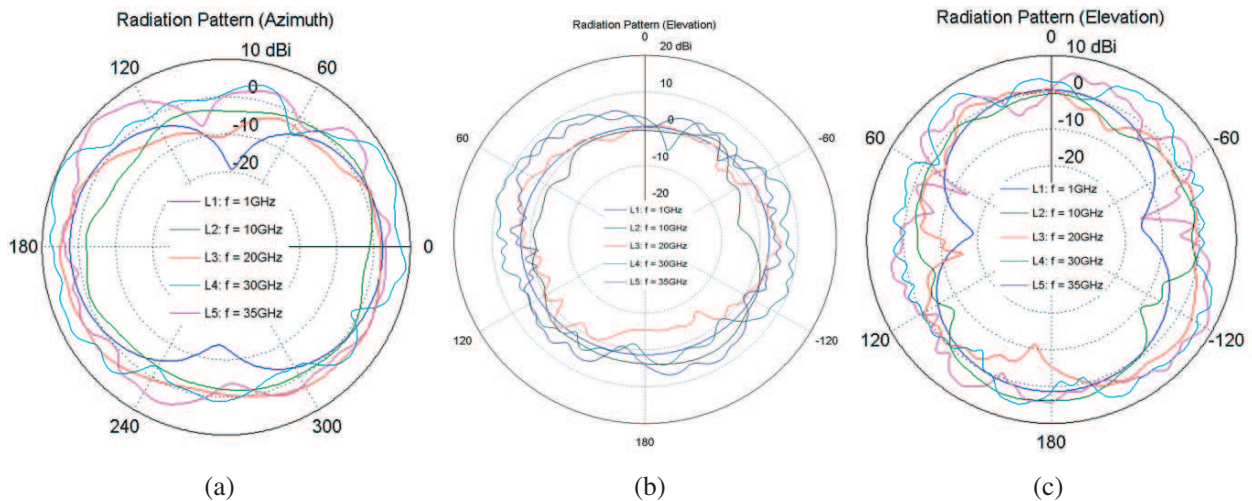 Radiation Pattern (Azimuth)
10 dBi
120
60
0
-10
-20
L1: f = 1GHz
L2: f = 10GHz
L3: f = 20GHz
L4: f = 30GHz
L5: f = 35GHz
180
0
240
300
(a)
Radiation Pattern (Elevation)
0
20 dBi
10
0
-10
-20
60
-60
L1: f = 1GHz
L2: f = 10GHz
L3: f = 20GHz
L4: f = 30GHz
L5: f = 35GHz
120
-120
180
(b)
Radiation Pattern (Elevation)
0
10 dBi
0
-10
-20
60
-60
L1: f = 1GHz
L2: f = 10GHz
L3: f = 20GHz
L4: f = 30GHz
L5: f = 35GHz
120
-120
180
(c)